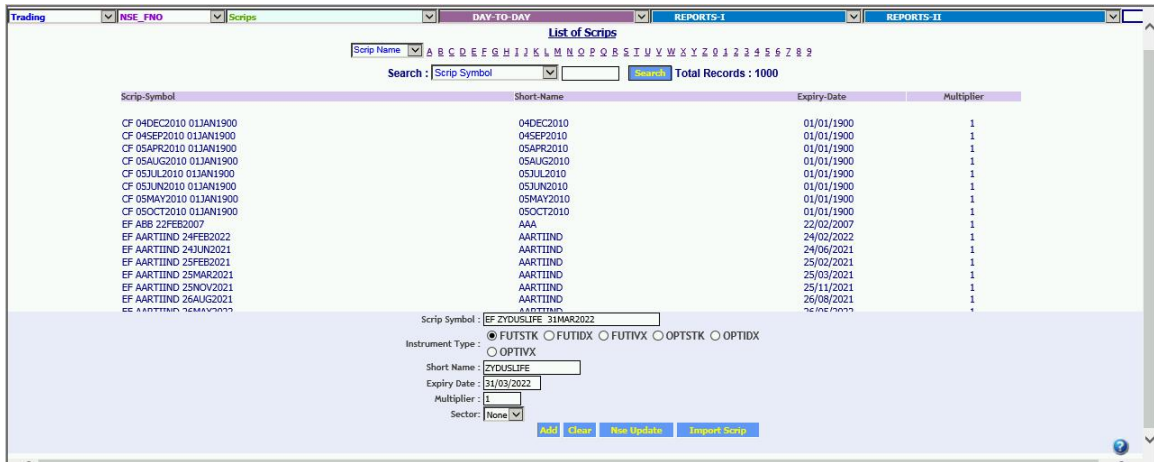 Trading NSE_FNO Scrips DAY-TO-DAY REPORTS-I REPORTS-II
List of Scrips
Scrip Name A B C D E F G H I J K L M N O P Q R S T U V W X Y Z 0 1 2 3 4 5 6 7 8 9
Search : Scrip Symbol Search Total Records : 1000
Scrip-Symbol Short-Name Expiry-Date Multiplier
CF 04DEC2010 01JAN1900 04DEC2010 01/01/1900 1
CF 04SEP2010 01JAN1900 04SEP2010 01/01/1900 1
CF 05APR2010 01JAN1900 05APR2010 01/01/1900 1
CF 05AUG2010 01JAN1900 05AUG2010 01/01/1900 1
CF 05JUL2010 01JAN1900 05JUL2010 01/01/1900 1
CF 05JUN2010 01JAN1900 05JUN2010 01/01/1900 1
CF 05MAY2010 01JAN1900 05MAY2010 01/01/1900 1
CF 05OCT2010 01JAN1900 05OCT2010 01/01/1900 1
EF ABB 22FEB2007 AAA 22/02/2007 1
EF AARTIIND 24FEB2022 AARTIIND 24/02/2022 1
EF AARTIIND 24JUN2021 AARTIIND 24/06/2021 1
EF AARTIIND 25FEB2021 AARTIIND 25/02/2021 1
EF AARTIIND 25MAR2021 AARTIIND 25/03/2021 1
EF AARTIIND 25NOV2021 AARTIIND 25/11/2021 1
EF AARTIIND 26AUG2021 AARTIIND 26/08/2021 1
EF AARTIIND 26MAY2022 AARTIIND 26/05/2022 1
Scrip Symbol : EF ZYDUSLIFE 31MAR2022
Instrument Type : FUTSTK FUTIDX FUTIVX OPTSTK OPTIDX
OPTIVX
Short Name : ZYDUSLIFE
Expiry Date : 31/03/2022
Multiplier : 1
Sector: None
Add Clear Nse Update Import Scrip
?